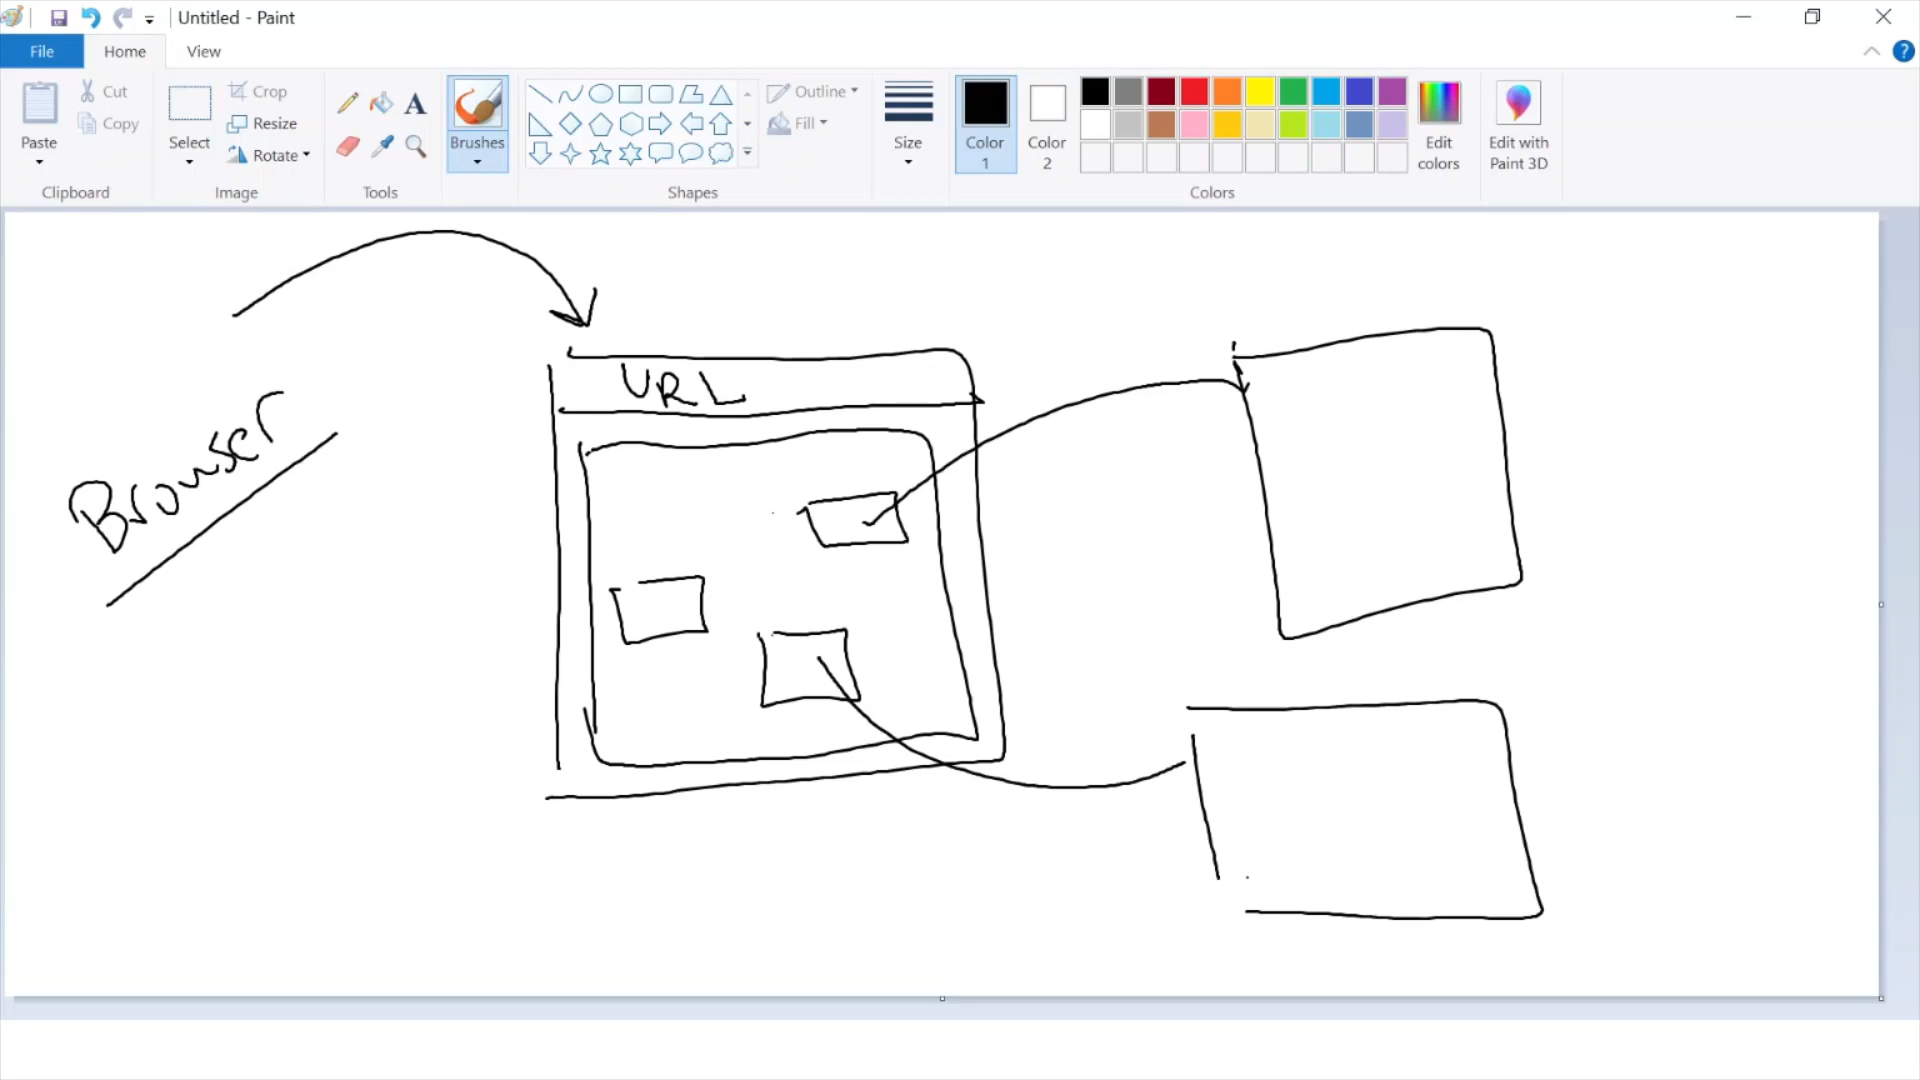 Untitled - Paint
File Home View
Paste
Cut
Copy
Clipboard
Select
Crop
Resize
Rotate
Image
A
Tools
Brushes
Shapes
Outline
Fill
Size
Color 1
Color 2
Colors
Edit colors
Edit with Paint 3D
?
URL
Browser